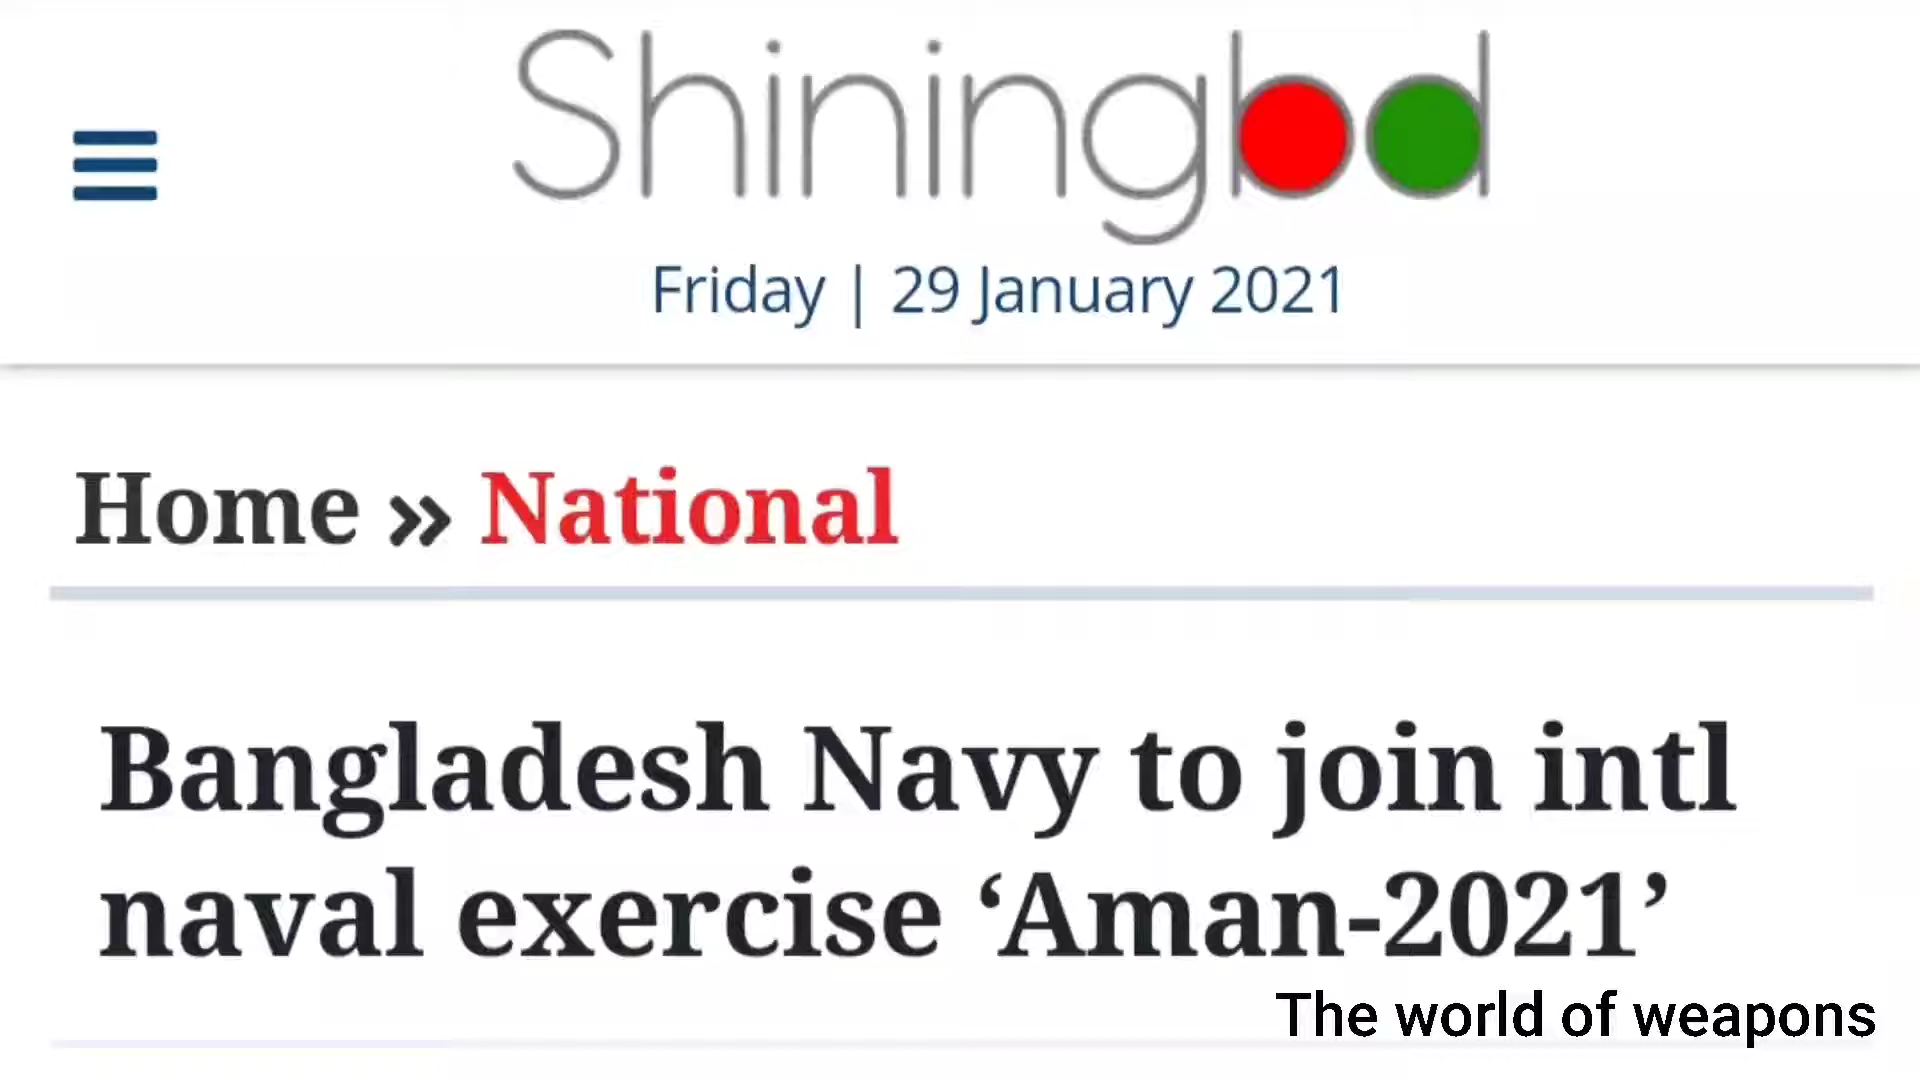 Shiningbd
Friday | 29 January 2021
Home » National
Bangladesh Navy to join intl
naval exercise ‘Aman-2021’
The world of weapons